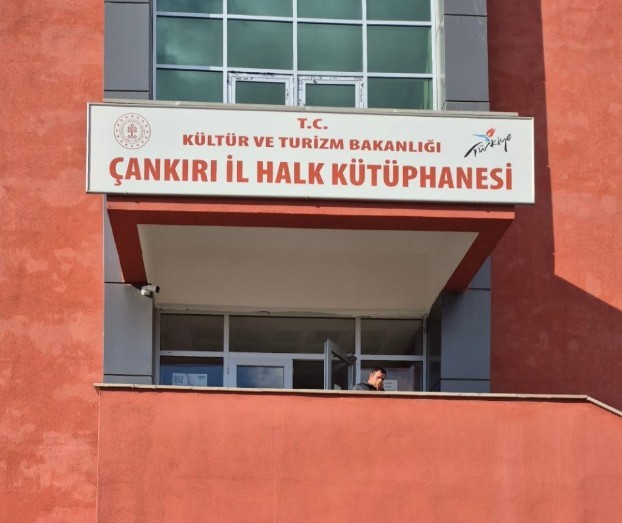 T.C.
KÜLTÜR VE TURİZM BAKANLIĞI
Türkiye
ÇANKIRI İL HALK KÜTÜPHANESİ